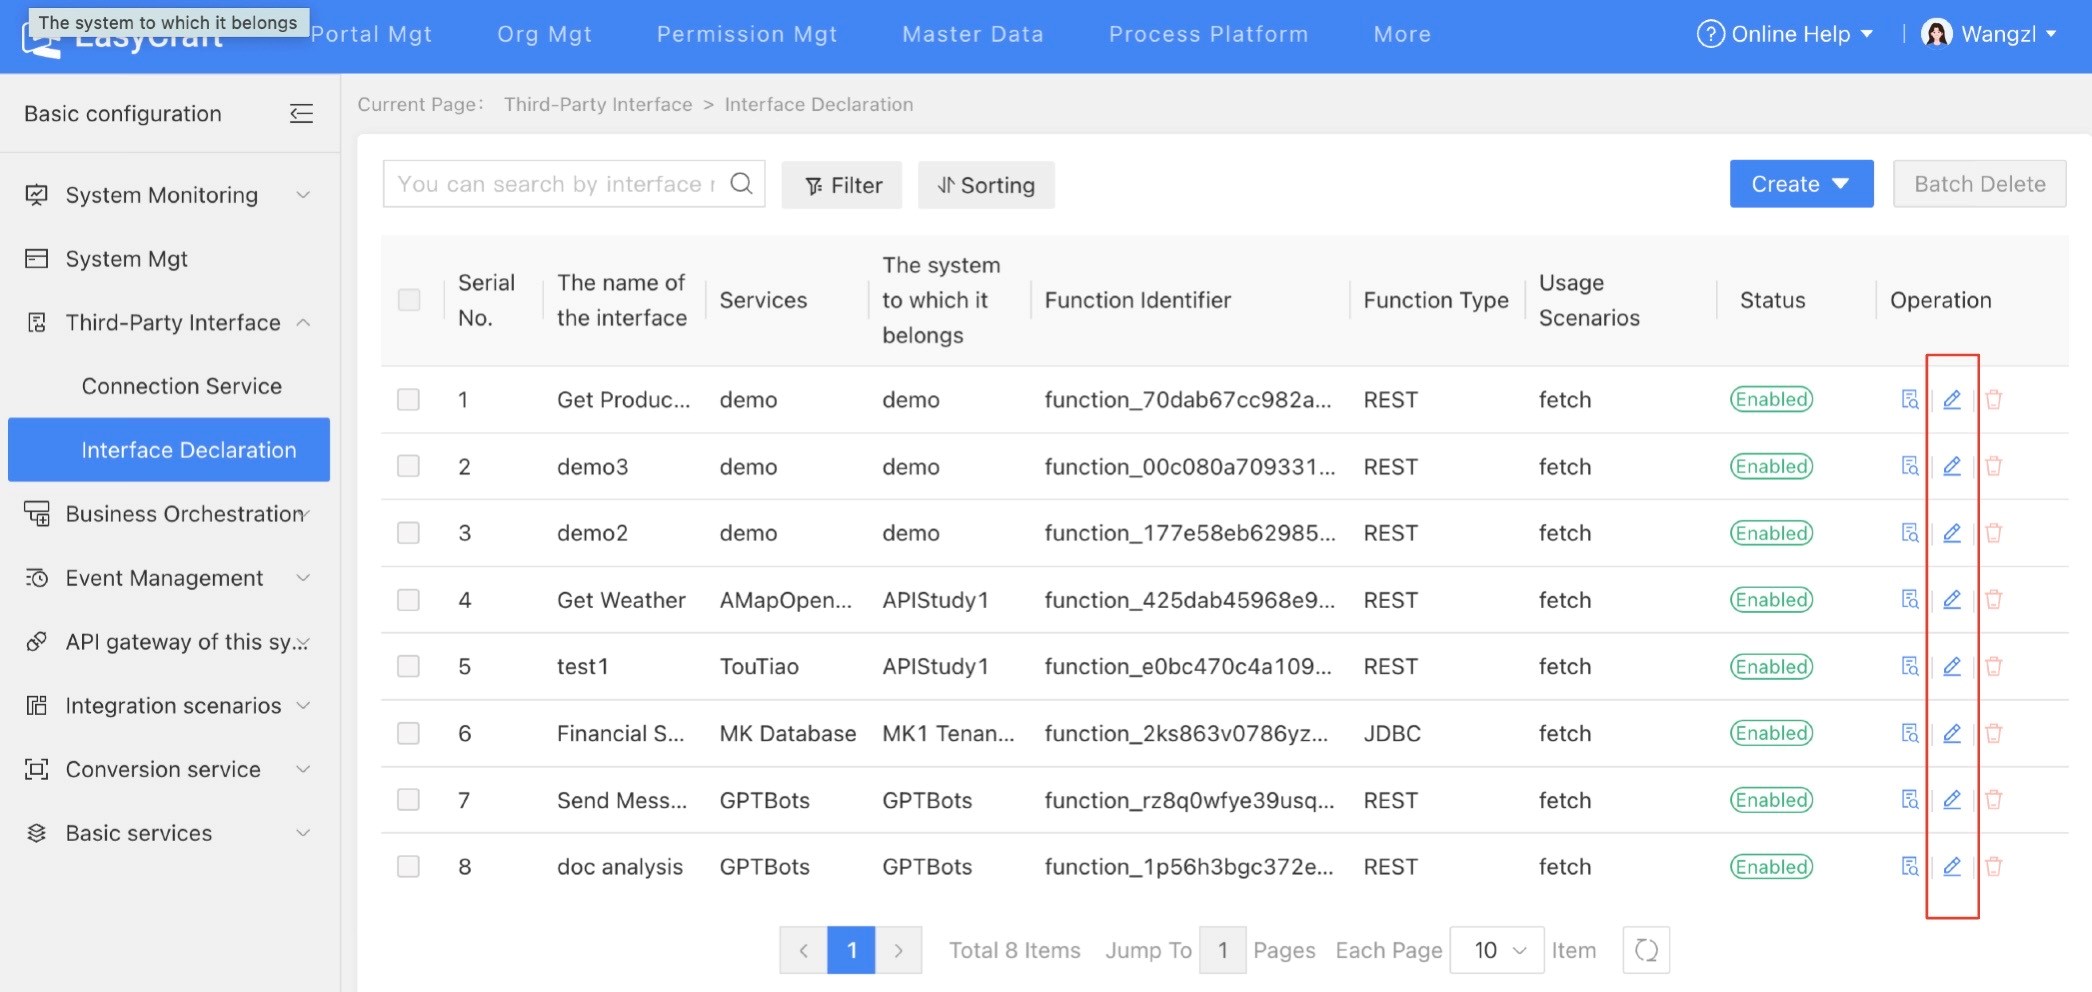 The system to which it belongs
EasyCraft
Portal Mgt
Org Mgt
Permission Mgt
Master Data
Process Platform
More
Online Help
Wangzl
Basic configuration
System Monitoring
System Mgt
Third-Party Interface
Connection Service
Interface Declaration
Business Orchestration
Event Management
API gateway of this sy...
Integration scenarios
Conversion service
Basic services
Current Page: Third-Party Interface > Interface Declaration
You can search by interface r
Filter
Sorting
Create
Batch Delete
Serial No. The name of the interface Services The system to which it belongs Function Identifier Function Type Usage Scenarios Status Operation
1 Get Produc... demo demo function_70dab67cc982a... REST fetch Enabled
2 demo3 demo demo function_00c080a709331... REST fetch Enabled
3 demo2 demo demo function_177e58eb62985... REST fetch Enabled
4 Get Weather AMapOpen... APIStudy1 function_425dab45968e9... REST fetch Enabled
5 test1 TouTiao APIStudy1 function_e0bc470c4a109... REST fetch Enabled
6 Financial S... MK Database MK1 Tenan... function_2ks863v0786yz... JDBC fetch Enabled
7 Send Mess... GPTBots GPTBots function_rz8q0wfye39usq... REST fetch Enabled
8 doc analysis GPTBots GPTBots function_1p56h3bgc372e... REST fetch Enabled
< 1 > Total 8 Items Jump To 1 Pages Each Page 10 Item